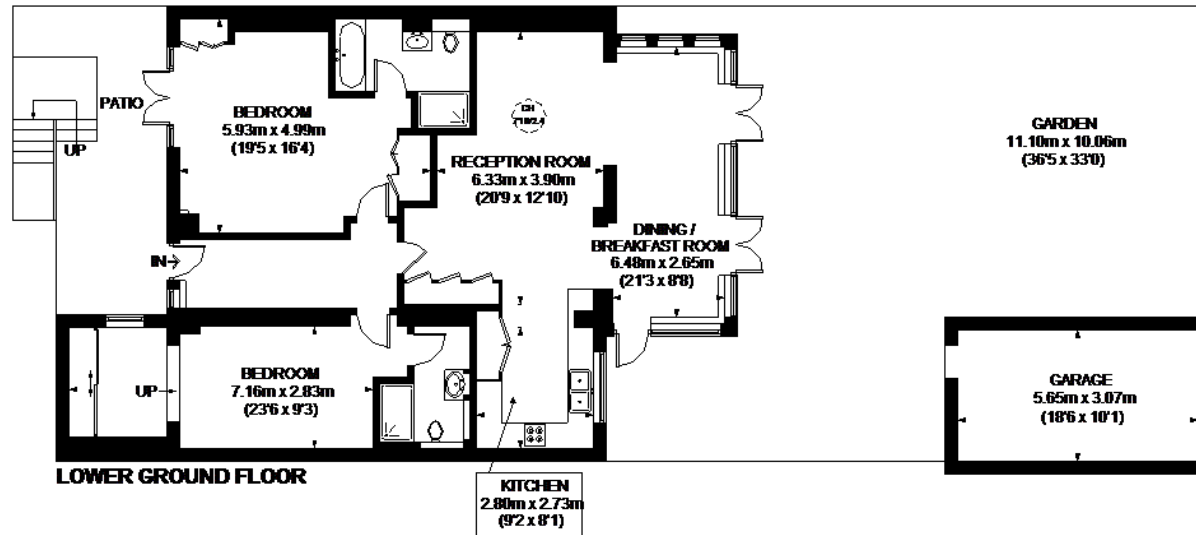 PATIO
UP
BEDROOM
5.93m x 4.99m
(19'5 x 16'4)
CH
RECEPTION ROOM
6.33m x 3.90m
(20'9 x 12'10)
GARDEN
11.10m x 10.06m
(36'5 x 33'0)
DINING /
BREAKFAST ROOM
6.48m x 2.65m
(21'3 x 8'8)
IN
UP
BEDROOM
7.16m x 2.83m
(23'6 x 9'3)
GARAGE
5.65m x 3.07m
(18'6 x 10'1)
LOWER GROUND FLOOR
KITCHEN
2.80m x 2.73m
(9'2 x 8'1)